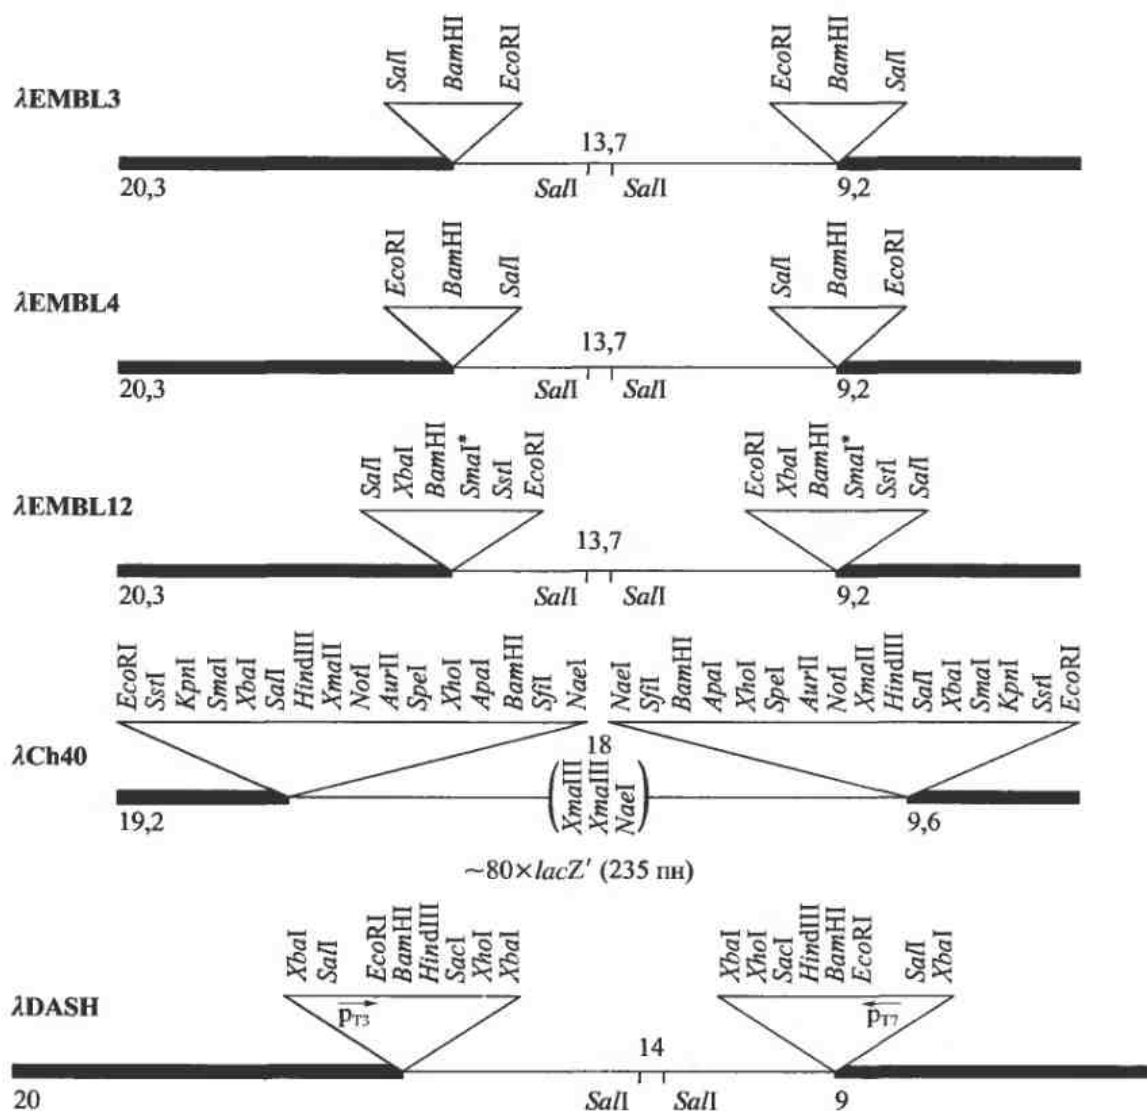 SalI BamHI EcoRI EcoRI BamHI SalI
λEMBL3
13,7
20,3 SalI SalI 9,2
EcoRI BamHI SalI SalI BamHI EcoRI
λEMBL4
13,7
20,3 SalI SalI 9,2
SalI XbaI BamHI SmaI* SstI EcoRI EcoRI XbaI BamHI SmaI* SstI SalI
λEMBL12
13,7
20,3 SalI SalI 9,2
EcoRI SstI KpnI SmaI XbaI SalI HindIII XmaII NotI AurII SpeI XhoI ApaI BamHI SfiI NaeI NaeI SfiI BamHI ApaI XhoI SpeI AurII NotI XmaII HindIII SalI XbaI SmaI KpnI SstI EcoRI
λCh40
18
(XmaIII XmaIII NaeI)
19,2 9,6
~80×lacZ' (235 пн)
XbaI SalI EcoRI BamHI HindIII SacI XhoI XbaI XbaI XhoI SacI HindIII BamHI EcoRI SalI XbaI
λDASH
pT3 pT7
14
20 SalI SalI 9